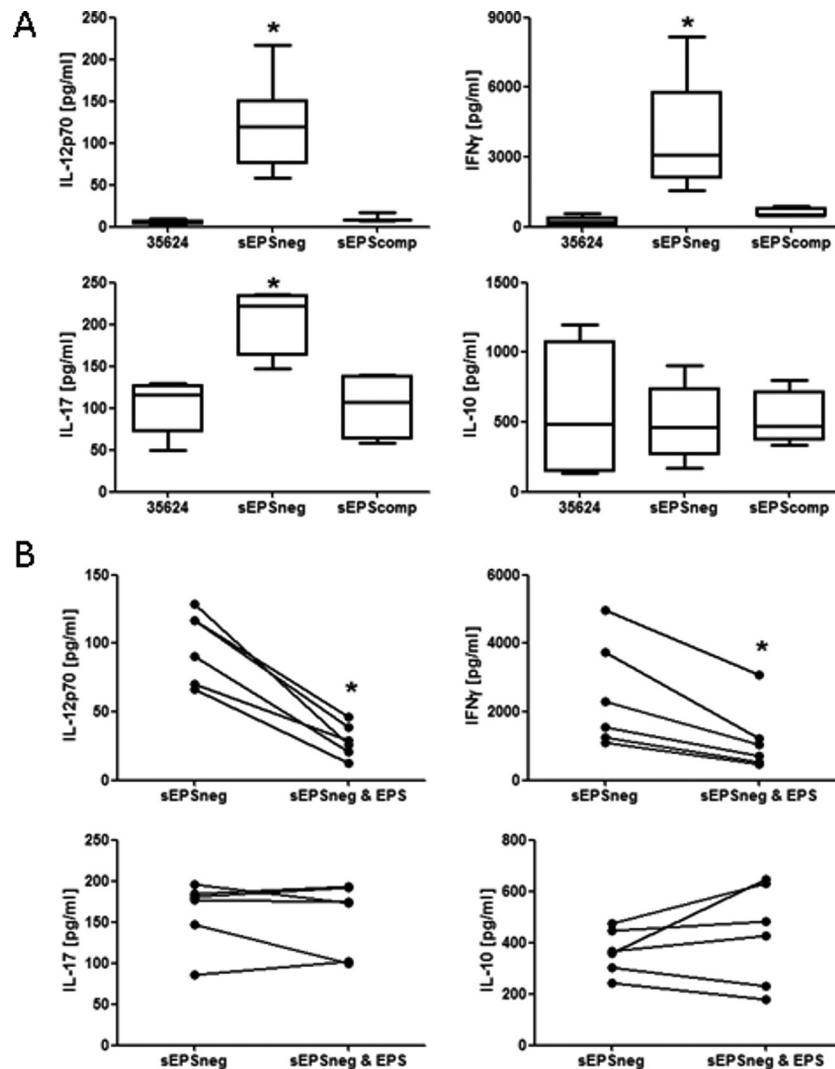 A
250
200
150
100
50
0
IL-12p70 [pg/ml]
*
35624 sEPSneg sEPScomp
9000
6000
3000
0
IFNγ [pg/ml]
*
35624 sEPSneg sEPScomp
250
200
150
100
50
0
IL-17 [pg/ml]
*
35624 sEPSneg sEPScomp
1500
1000
500
0
IL-10 [pg/ml]
35624 sEPSneg sEPScomp
B
150
100
50
0
IL-12p70 [pg/ml]
*
sEPSneg sEPSneg & EPS
6000
4000
2000
0
IFNγ [pg/ml]
*
sEPSneg sEPSneg & EPS
250
200
150
100
50
0
IL-17 [pg/ml]
sEPSneg sEPSneg & EPS
800
600
400
200
0
IL-10 [pg/ml]
sEPSneg sEPSneg & EPS